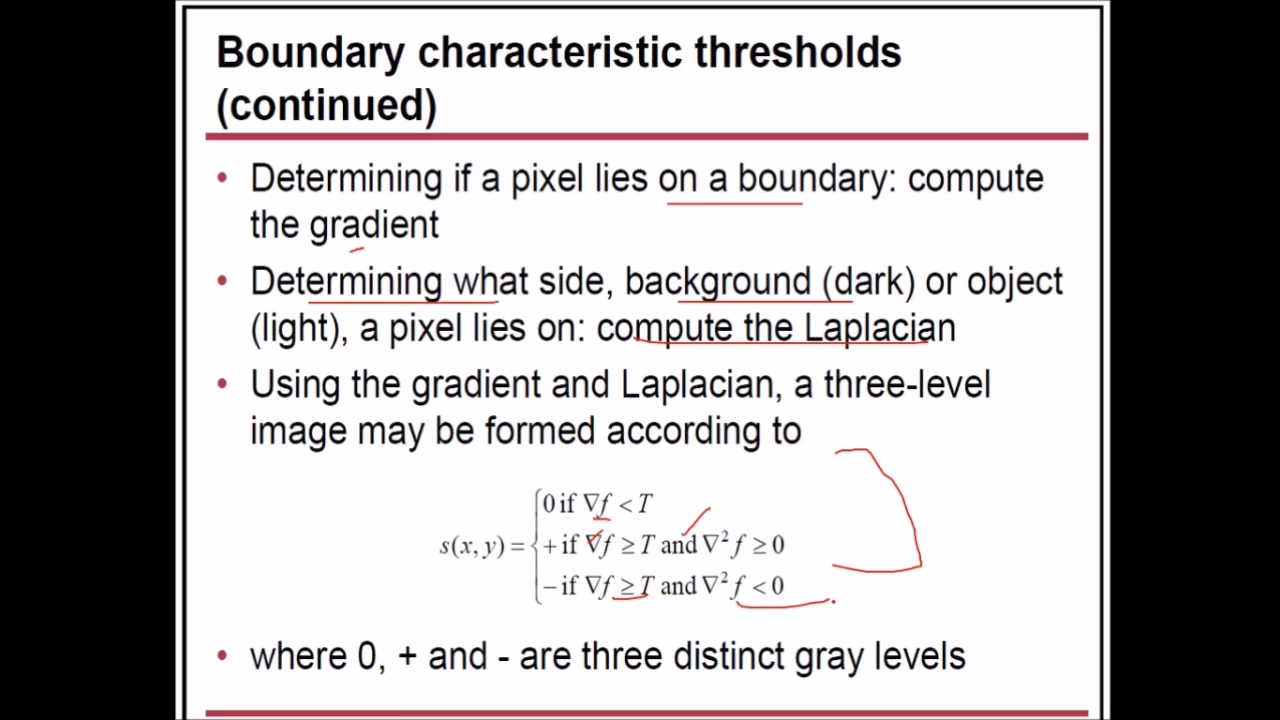 Boundary characteristic thresholds
(continued)
• Determining if a pixel lies on a boundary: compute
the gradient
• Determining what side, background (dark) or object
(light), a pixel lies on: compute the Laplacian
• Using the gradient and Laplacian, a three-level
image may be formed according to
0 if ∇f < T
s(x, y) = { + if ∇f ≥ T and ∇² f ≥ 0
− if ∇f ≥ T and ∇² f < 0
• where 0, + and - are three distinct gray levels